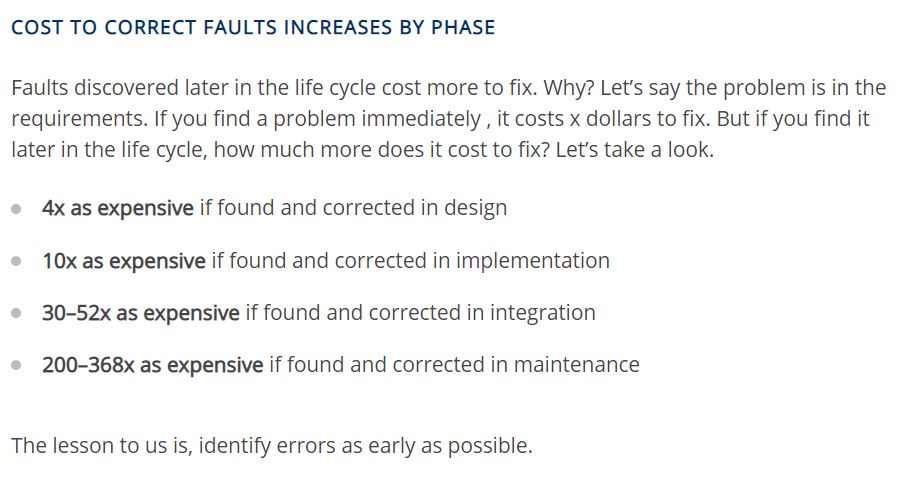 COST TO CORRECT FAULTS INCREASES BY PHASE
Faults discovered later in the life cycle cost more to fix. Why? Let’s say the problem is in the
requirements. If you find a problem immediately , it costs x dollars to fix. But if you find it
later in the life cycle, how much more does it cost to fix? Let’s take a look.
4x as expensive if found and corrected in design
10x as expensive if found and corrected in implementation
30–52x as expensive if found and corrected in integration
200–368x as expensive if found and corrected in maintenance
The lesson to us is, identify errors as early as possible.